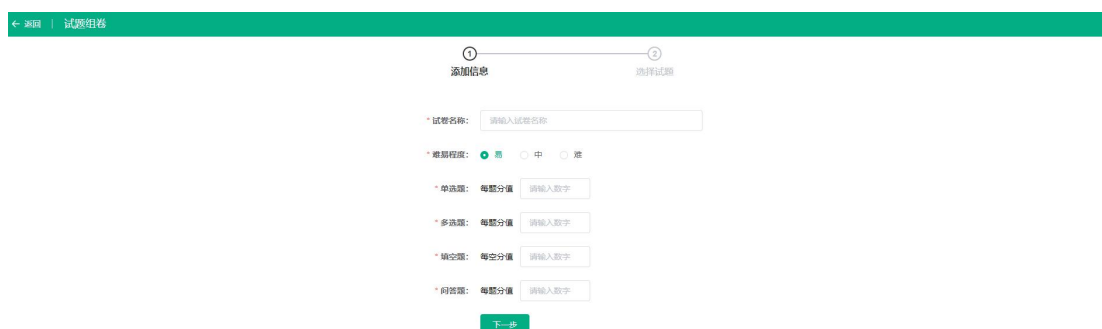 ← 返回 | 试题组卷
1 2
添加信息 选择试题
* 试卷名称： 请输入试卷名称
* 难易程度： 易 中 难
* 单选题： 每题分值 请输入数字
* 多选题： 每题分值 请输入数字
* 填空题： 每空分值 请输入数字
* 问答题： 每题分值 请输入数字
下一步